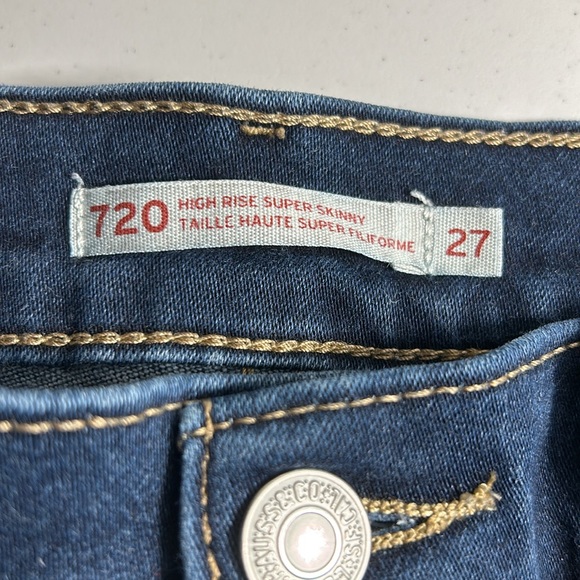 720
HIGH RISE SUPER SKINNY
TAILLE HAUTE SUPER FILIFORME
27